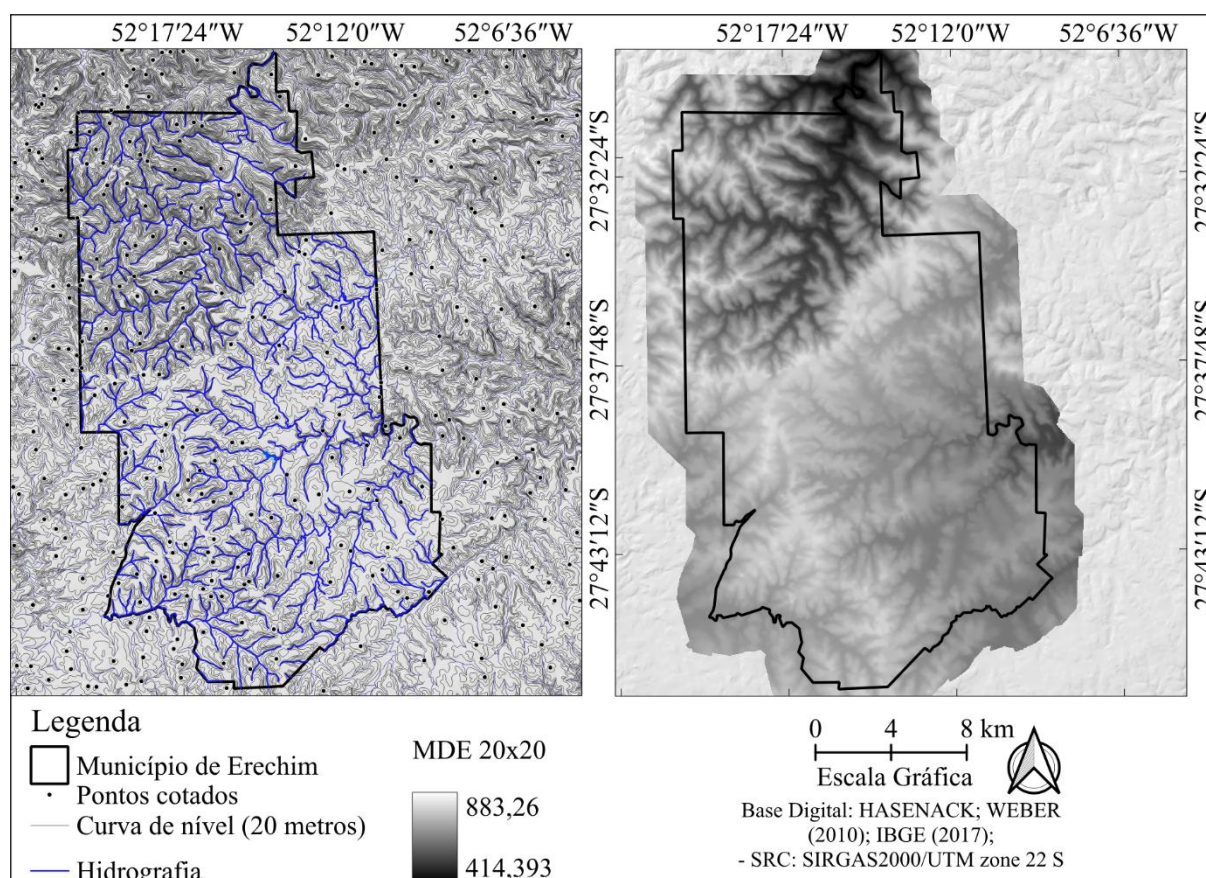 52°17′24″W 52°12′0″W 52°6′36″W 52°17′24″W 52°12′0″W 52°6′36″W
27°32′24″S
27°37′48″S
27°43′12″S
27°32′24″S
27°37′48″S
27°43′12″S
Legenda
Município de Erechim
Pontos cotados
Curva de nível (20 metros)
Hidrografia
MDE 20x20
883,26
414,393
0 4 8 km
Escala Gráfica
Base Digital: HASENACK; WEBER
(2010); IBGE (2017);
- SRC: SIRGAS2000/UTM zone 22 S